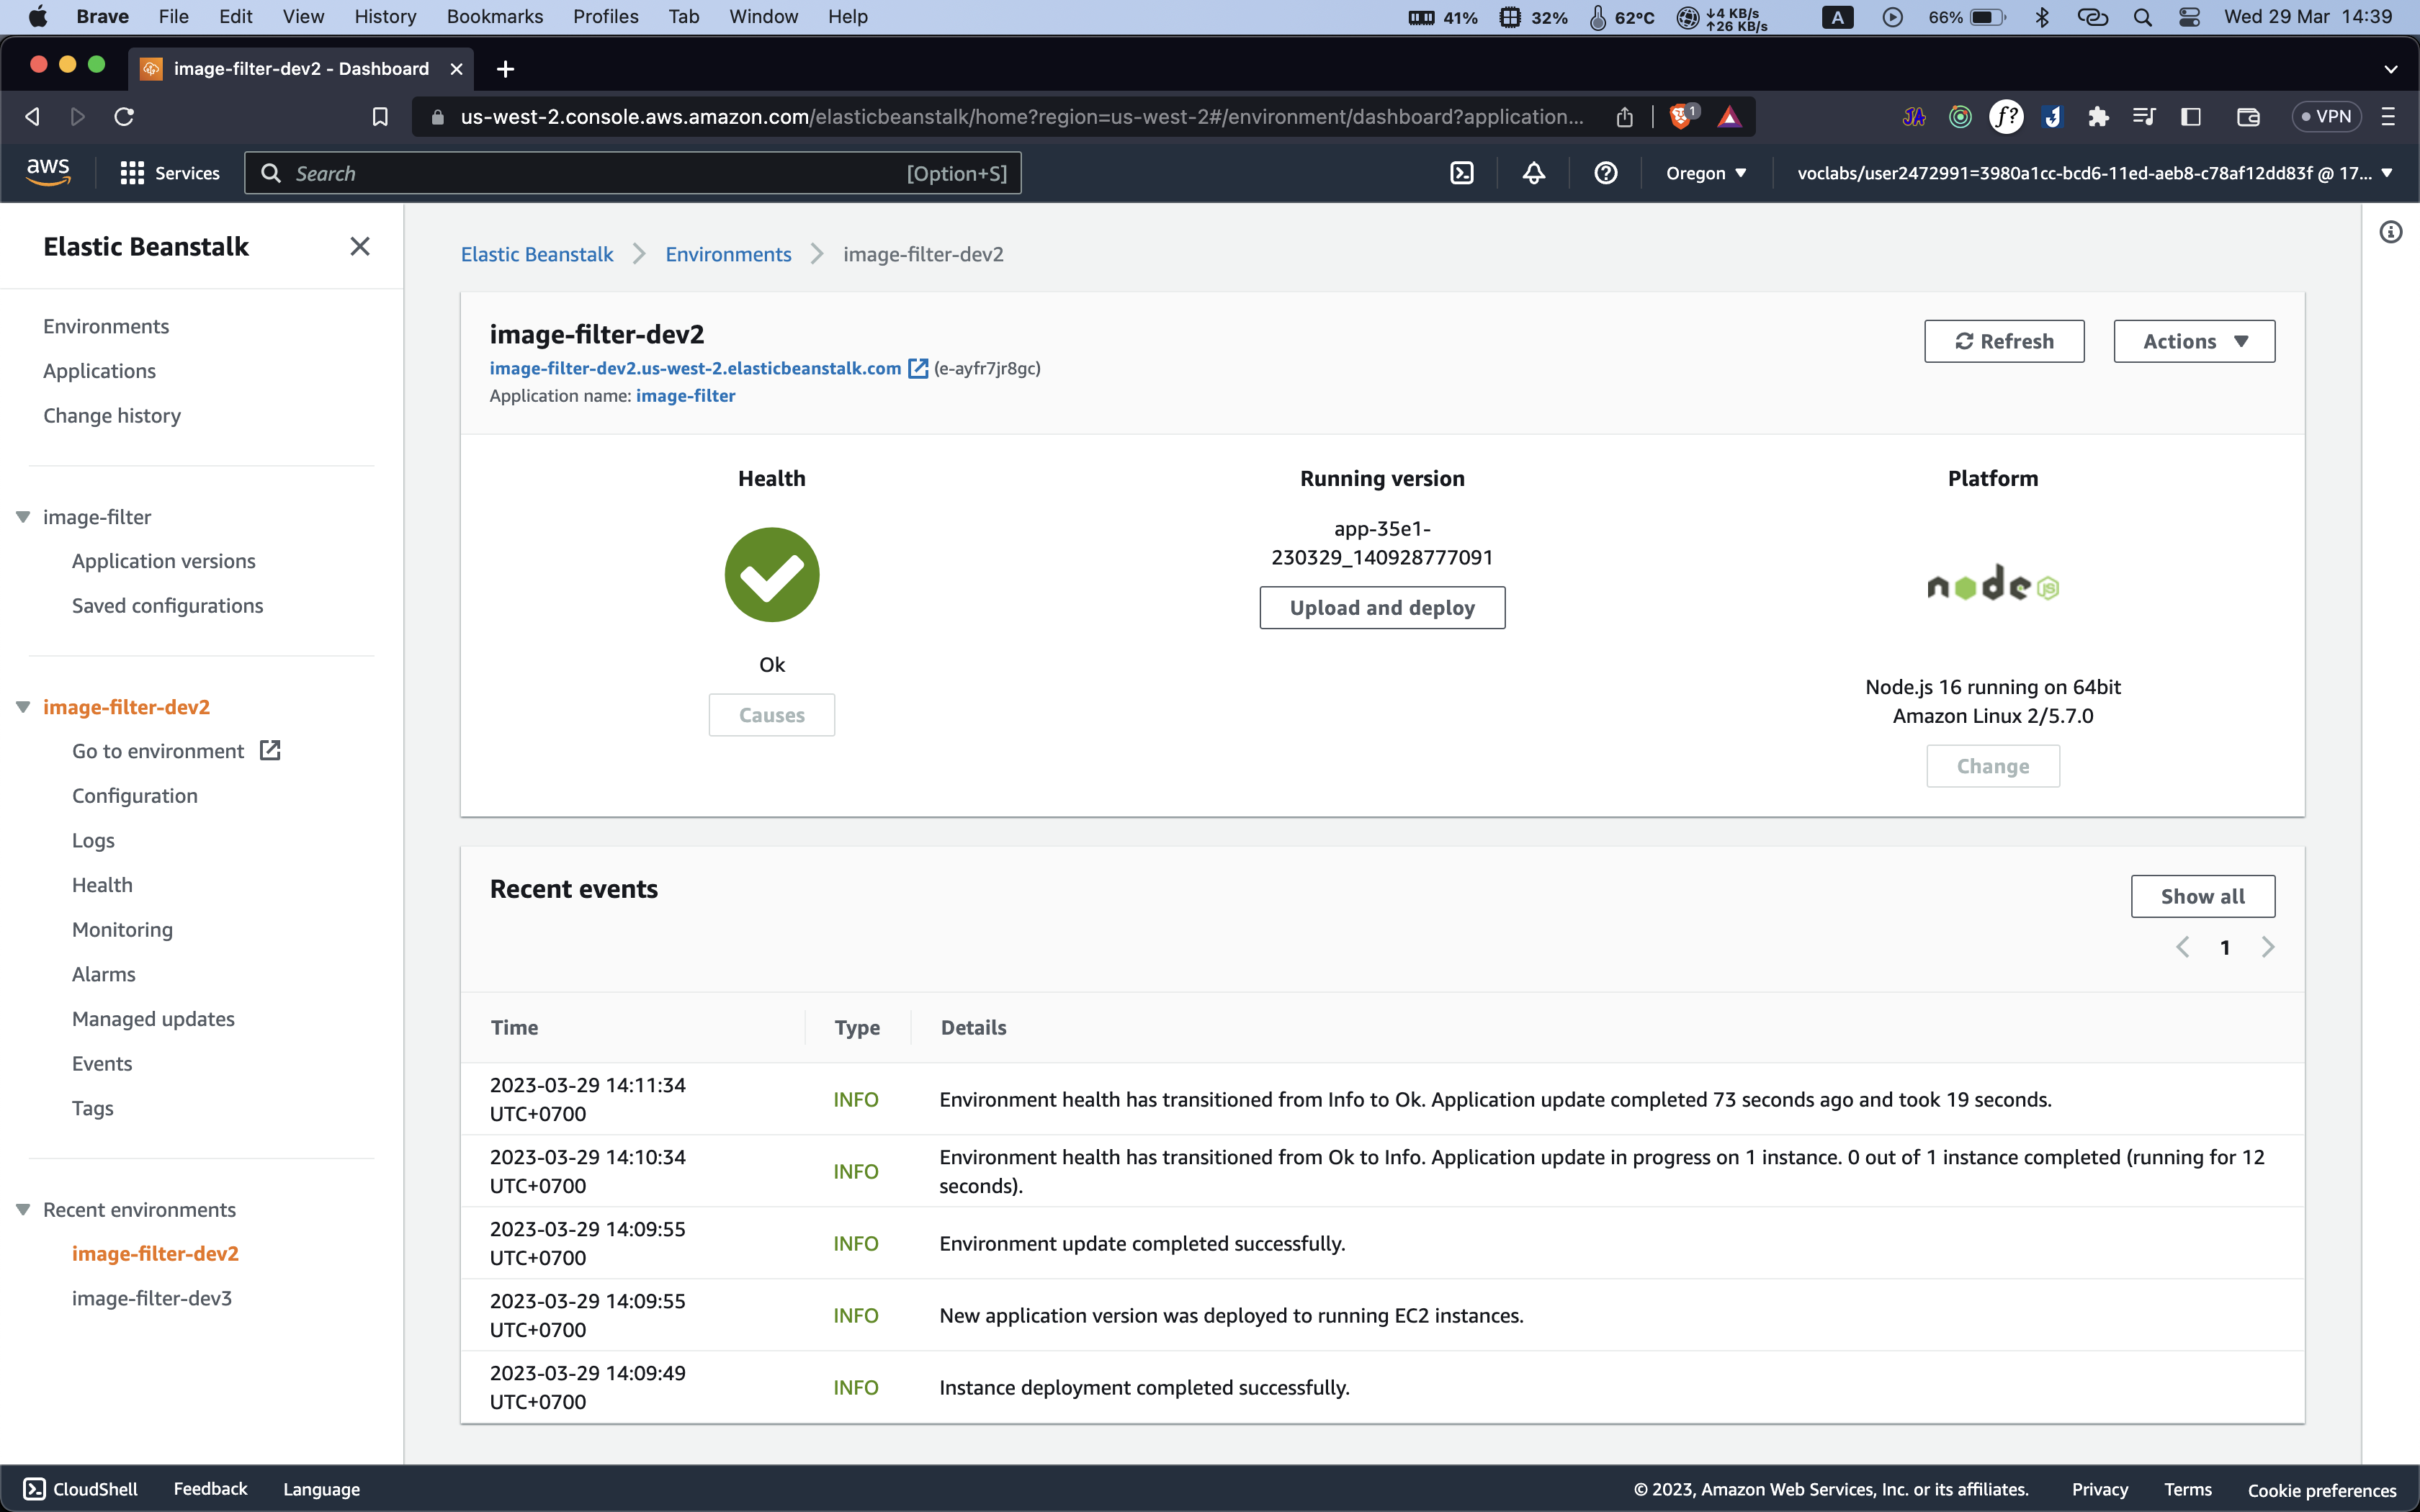 Brave File Edit View History Bookmarks Profiles Tab Window Help
41% 32% 62°C ↓4 KB/s ↑26 KB/s A 66% Wed 29 Mar 14:39
image-filter-dev2 - Dashboard
us-west-2.console.aws.amazon.com/elasticbeanstalk/home?region=us-west-2#/environment/dashboard?application...
1
JA f? VPN
aws Services Search [Option+S] Oregon voclabs/user2472991=3980a1cc-bcd6-11ed-aeb8-c78af12dd83f @ 17...
Elastic Beanstalk
Environments
Applications
Change history
image-filter
Application versions
Saved configurations
image-filter-dev2
Go to environment
Configuration
Logs
Health
Monitoring
Alarms
Managed updates
Events
Tags
Recent environments
image-filter-dev2
image-filter-dev3
Elastic Beanstalk Environments image-filter-dev2
image-filter-dev2
image-filter-dev2.us-west-2.elasticbeanstalk.com (e-ayfr7jr8gc)
Application name: image-filter
Refresh Actions
Health
Ok
Causes
Running version
app-35e1-
230329_140928777091
Upload and deploy
Platform
node JS
Node.js 16 running on 64bit
Amazon Linux 2/5.7.0
Change
Recent events
Show all
1
Time Type Details
2023-03-29 14:11:34
UTC+0700
INFO
Environment health has transitioned from Info to Ok. Application update completed 73 seconds ago and took 19 seconds.
2023-03-29 14:10:34
UTC+0700
INFO
Environment health has transitioned from Ok to Info. Application update in progress on 1 instance. 0 out of 1 instance completed (running for 12
seconds).
2023-03-29 14:09:55
UTC+0700
INFO
Environment update completed successfully.
2023-03-29 14:09:55
UTC+0700
INFO
New application version was deployed to running EC2 instances.
2023-03-29 14:09:49
UTC+0700
INFO
Instance deployment completed successfully.
CloudShell Feedback Language © 2023, Amazon Web Services, Inc. or its affiliates. Privacy Terms Cookie preferences